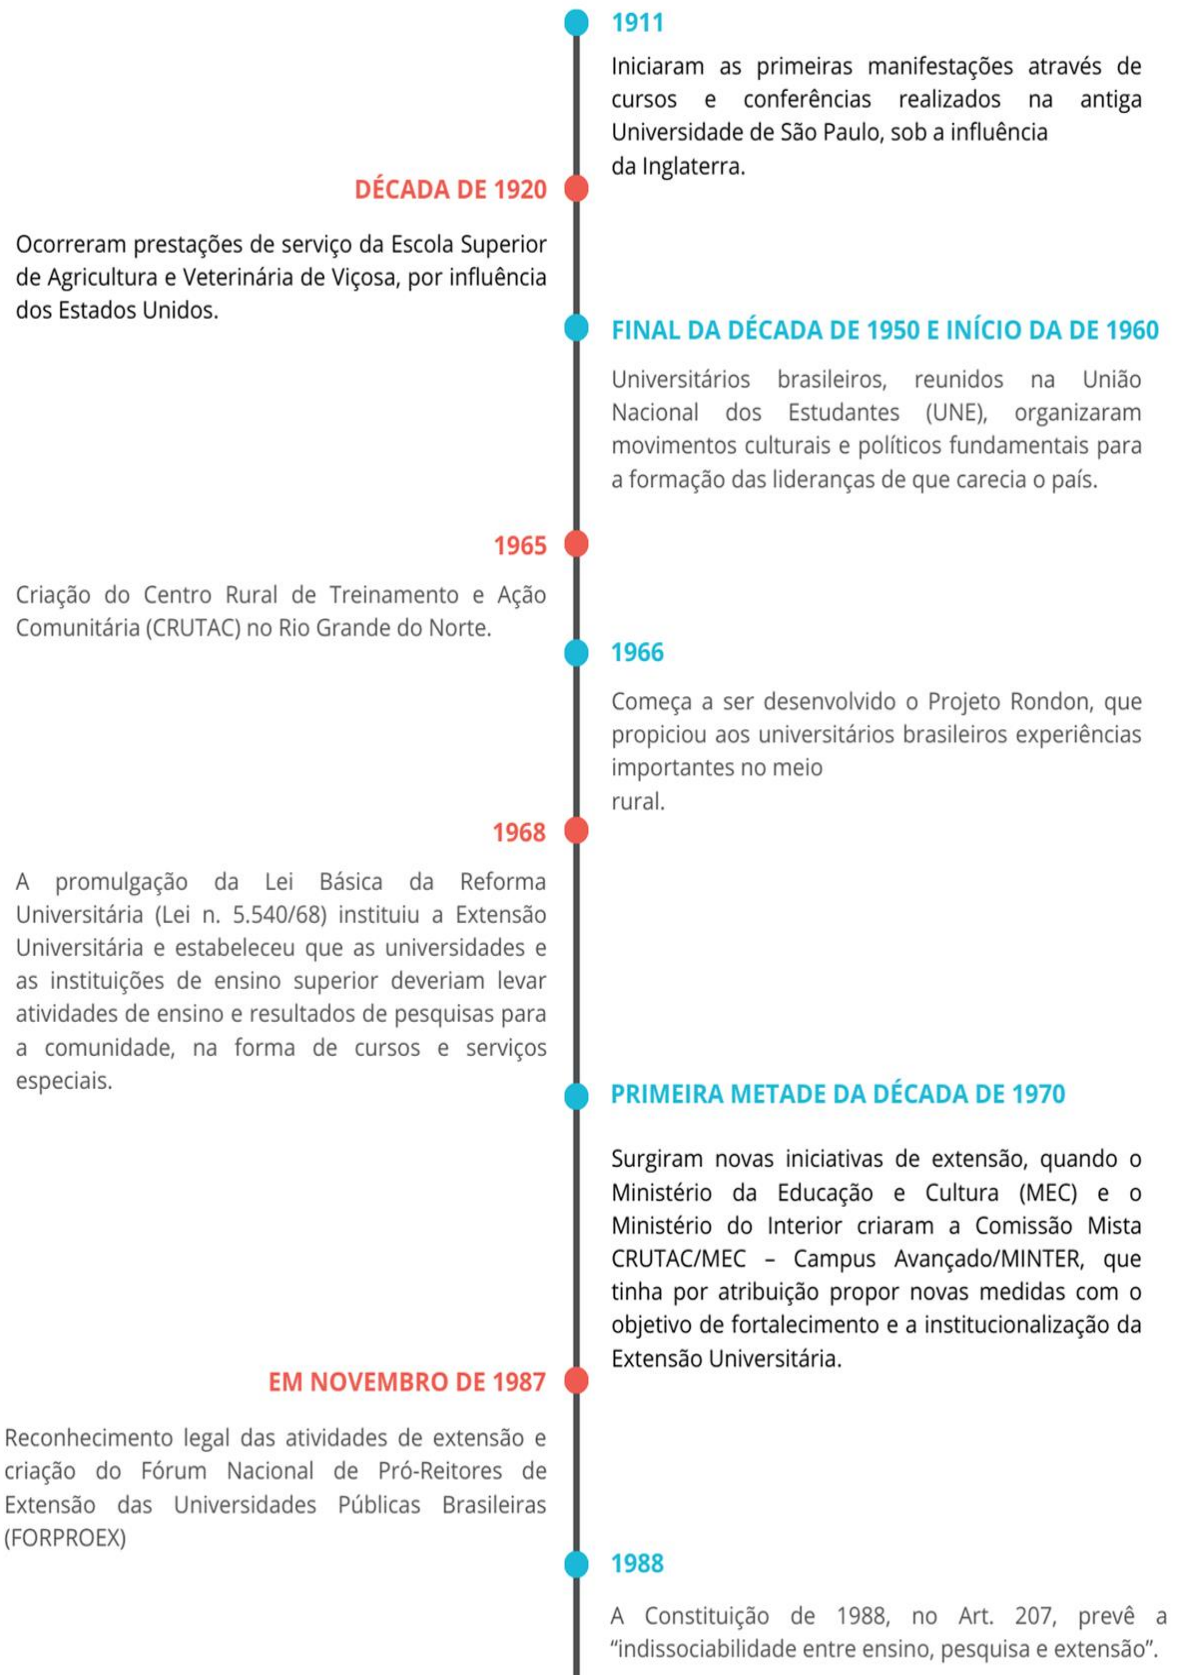 1911
Iniciaram as primeiras manifestações através de
cursos e conferências realizados na antiga
Universidade de São Paulo, sob a influência
da Inglaterra.
DÉCADA DE 1920
Ocorreram prestações de serviço da Escola Superior
de Agricultura e Veterinária de Viçosa, por influência
dos Estados Unidos.
FINAL DA DÉCADA DE 1950 E INÍCIO DA DE 1960
Universitários brasileiros, reunidos na União
Nacional dos Estudantes (UNE), organizaram
movimentos culturais e políticos fundamentais para
a formação das lideranças de que carecia o país.
1965
Criação do Centro Rural de Treinamento e Ação
Comunitária (CRUTAC) no Rio Grande do Norte.
1966
Começa a ser desenvolvido o Projeto Rondon, que
propiciou aos universitários brasileiros experiências
importantes no meio
rural.
1968
A promulgação da Lei Básica da Reforma
Universitária (Lei n. 5.540/68) instituiu a Extensão
Universitária e estabeleceu que as universidades e
as instituições de ensino superior deveriam levar
atividades de ensino e resultados de pesquisas para
a comunidade, na forma de cursos e serviços
especiais.
PRIMEIRA METADE DA DÉCADA DE 1970
Surgiram novas iniciativas de extensão, quando o
Ministério da Educação e Cultura (MEC) e o
Ministério do Interior criaram a Comissão Mista
CRUTAC/MEC – Campus Avançado/MINTER, que
tinha por atribuição propor novas medidas com o
objetivo de fortalecimento e a institucionalização da
Extensão Universitária.
EM NOVEMBRO DE 1987
Reconhecimento legal das atividades de extensão e
criação do Fórum Nacional de Pró-Reitores de
Extensão das Universidades Públicas Brasileiras
(FORPROEX)
1988
A Constituição de 1988, no Art. 207, prevê a
“indissociabilidade entre ensino, pesquisa e extensão”.